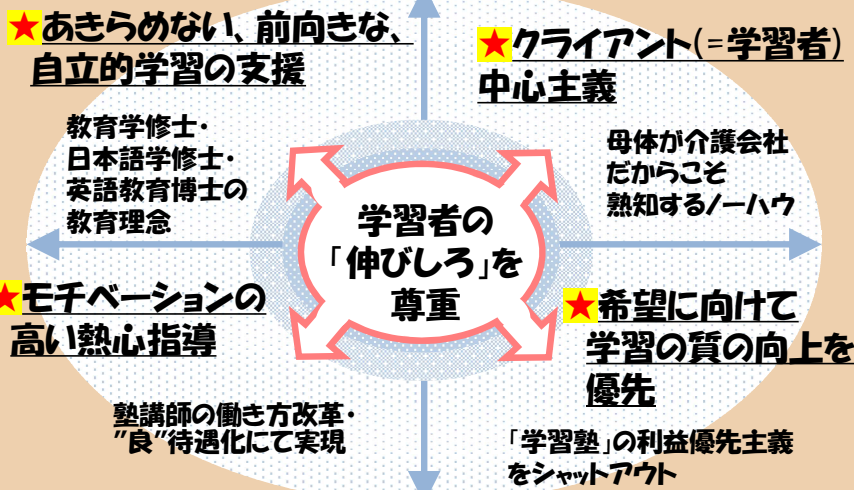 ★あきらめない、前向きな、
自立的学習の支援
教育学修士・
日本語学修士・
英語教育博士の
教育理念
★クライアント(=学習者)
中心主義
母体が介護会社
だからこそ
熟知するノーハウ
学習者の
「伸びしろ」を
尊重
★モチベーションの
高い熱心指導
塾講師の働き方改革・
”良”待遇化にて実現
★希望に向けて
学習の質の向上を
優先
「学習塾」の利益優先主義
をシャットアウト